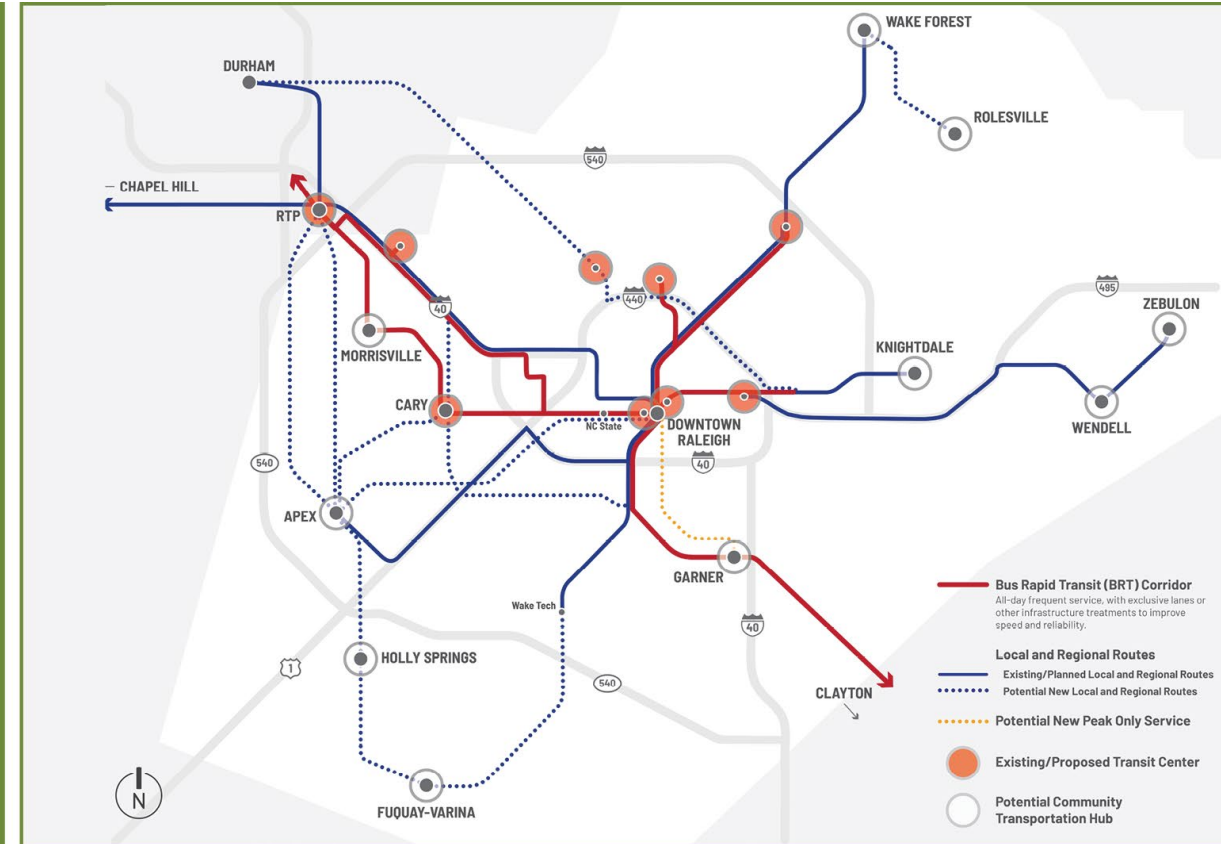 WAKE FOREST
DURHAM
ROLESVILLE
540
— CHAPEL HILL
RTP
40
440
495
ZEBULON
MORRISVILLE
KNIGHTDALE
CARY
NC State
DOWNTOWN
RALEIGH
WENDELL
40
540
APEX
GARNER
Wake Tech
40
HOLLY SPRINGS
1
540
CLAYTON
FUQUAY-VARINA
N
Bus Rapid Transit (BRT) Corridor
All-day frequent service, with exclusive lanes or
other infrastructure treatments to improve
speed and reliability.
Local and Regional Routes
Existing/Planned Local and Regional Routes
Potential New Local and Regional Routes
Potential New Peak Only Service
Existing/Proposed Transit Center
Potential Community
Transportation Hub